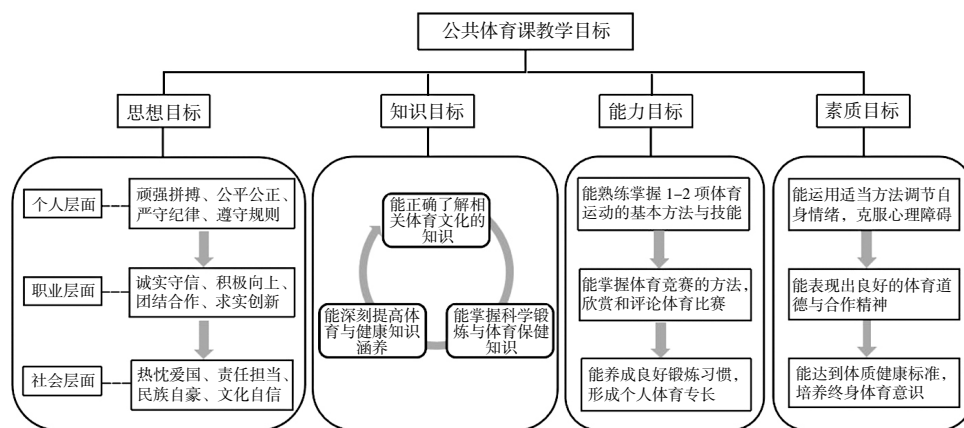 公共体育课教学目标
思想目标
知识目标
能力目标
素质目标
个人层面
顽强拼搏、公平公正、
严守纪律、遵守规则
职业层面
诚实守信、积极向上、
团结合作、求实创新
社会层面
热忱爱国、责任担当、
民族自豪、文化自信
能正确了解相
关体育文化的
知识
能掌握科学锻
炼与体育保健
知识
能深刻提高体
育与健康知识
涵养
能熟练掌握1-2项体育
运动的基本方法与技能
能掌握体育竞赛的方法,
欣赏和评论体育比赛
能养成良好锻炼习惯,
形成个人体育专长
能运用适当方法调节自
身情绪，克服心理障碍
能表现出良好的体育道
德与合作精神
能达到体质健康标准,
培养终身体育意识